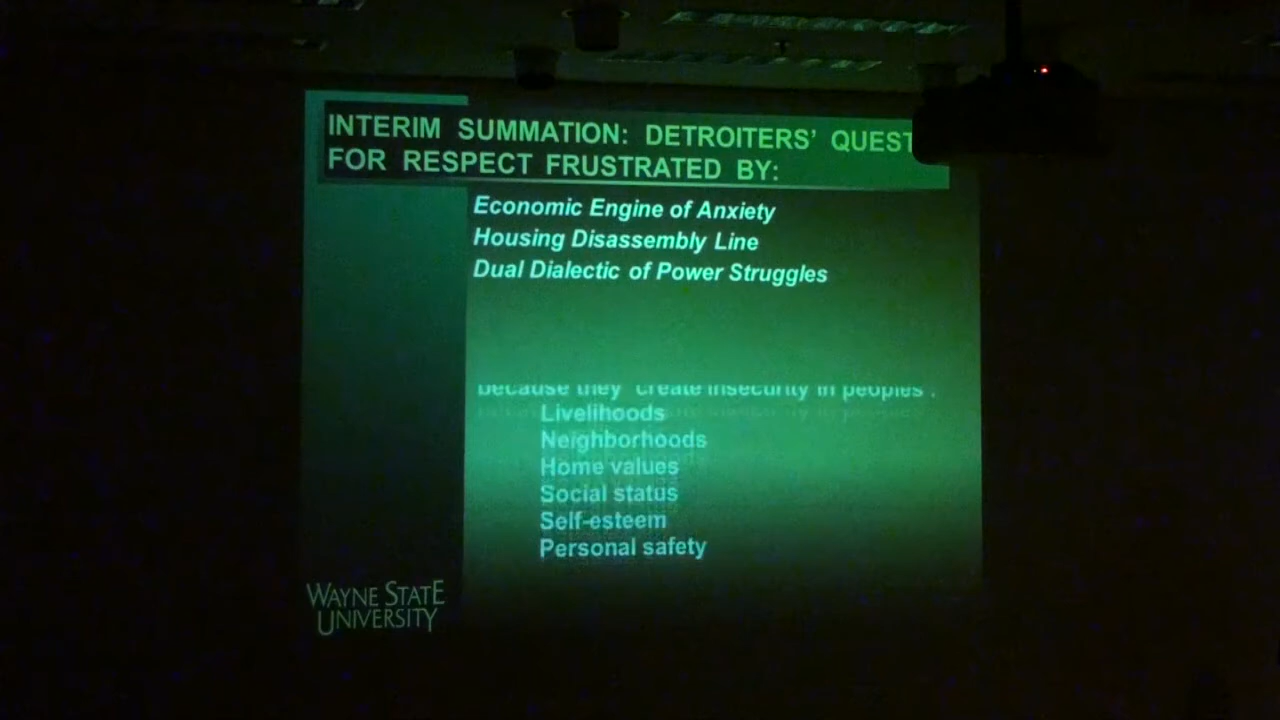 INTERIM SUMMATION: DETROITERS' QUEST
FOR RESPECT FRUSTRATED BY:
Economic Engine of Anxiety
Housing Disassembly Line
Dual Dialectic of Power Struggles
because they create insecurity in peoples' :
Livelihoods
Neighborhoods
Home values
Social status
Self-esteem
Personal safety
WAYNE STATE
UNIVERSITY